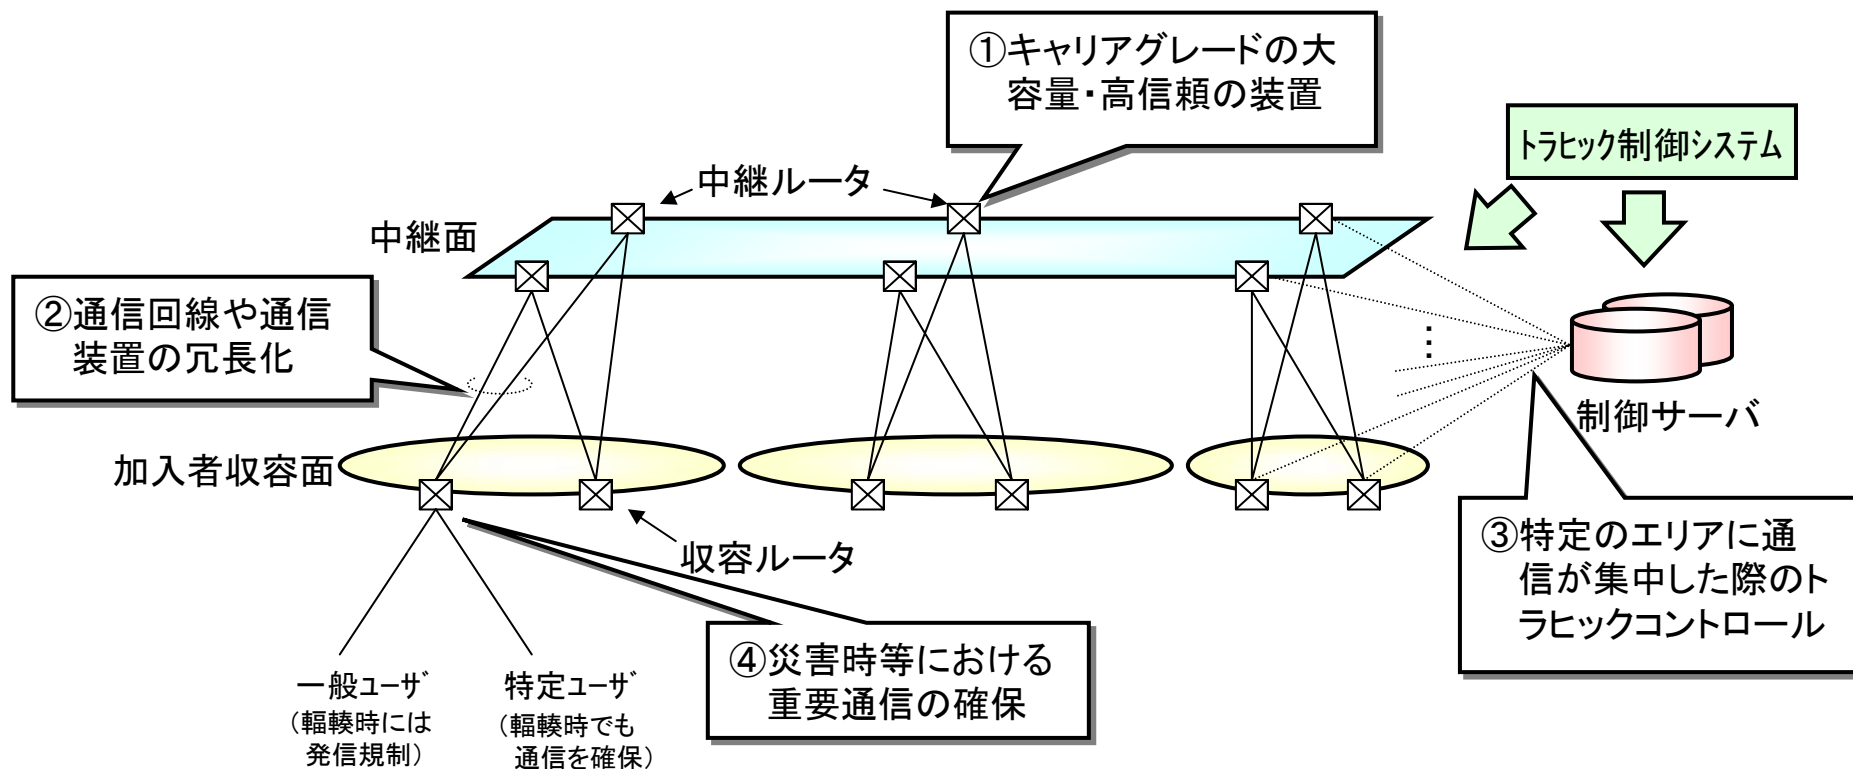 ①キャリアグレードの大
容量・高信頼の装置
トラヒック制御システム
中継ルータ
中継面
②通信回線や通信
装置の冗長化
⋮
制御サーバ
加入者収容面
収容ルータ
③特定のエリアに通
信が集中した際のト
ラヒックコントロール
④災害時等における
重要通信の確保
一般ユーザ
（輻輳時には
発信規制）
特定ユーザ
（輻輳時でも
通信を確保）